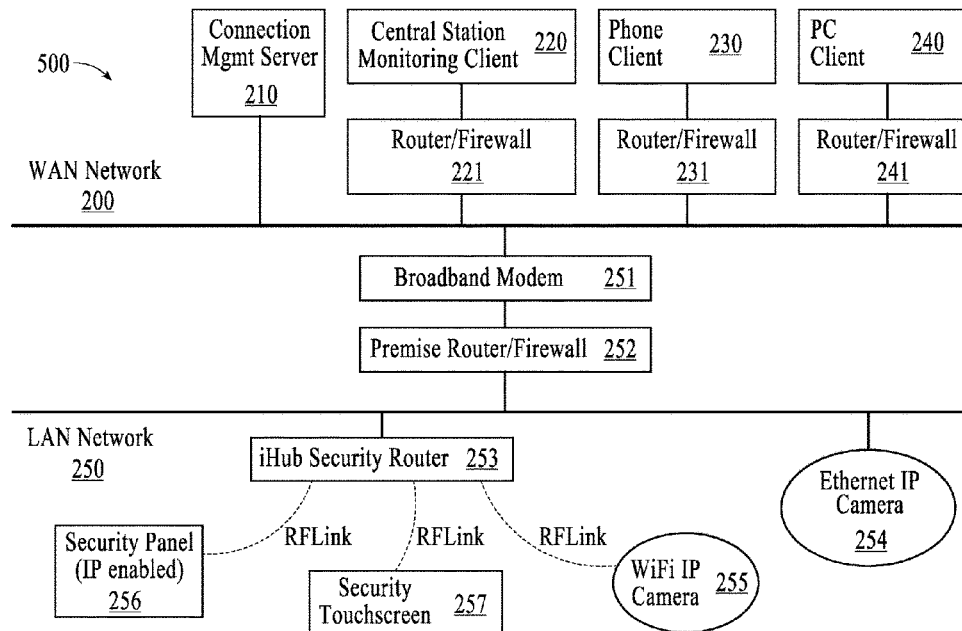 500
Connection
Mgmt Server
210
Central Station
Monitoring Client
220
Phone
Client
230
PC
Client
240
Router/Firewall
221
Router/Firewall
231
Router/Firewall
241
WAN Network
200
Broadband Modem 251
Premise Router/Firewall 252
LAN Network
250
iHub Security Router 253
Ethernet IP
Camera
254
RFLink
RFLink
RFLink
Security Panel
(IP enabled)
256
Security
Touchscreen
257
WiFi IP
Camera
255